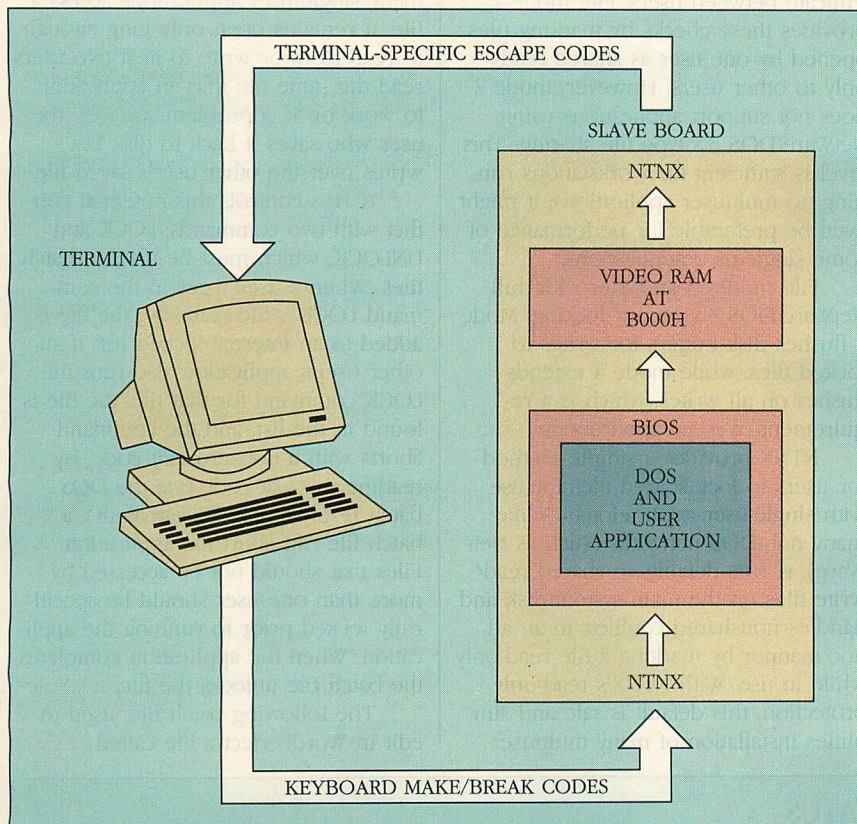 TERMINAL-SPECIFIC ESCAPE CODES
SLAVE BOARD
NTNX
TERMINAL
VIDEO RAM
AT
B000H
BIOS
DOS
AND
USER
APPLICATION
NTNX
KEYBOARD MAKE/BREAK CODES